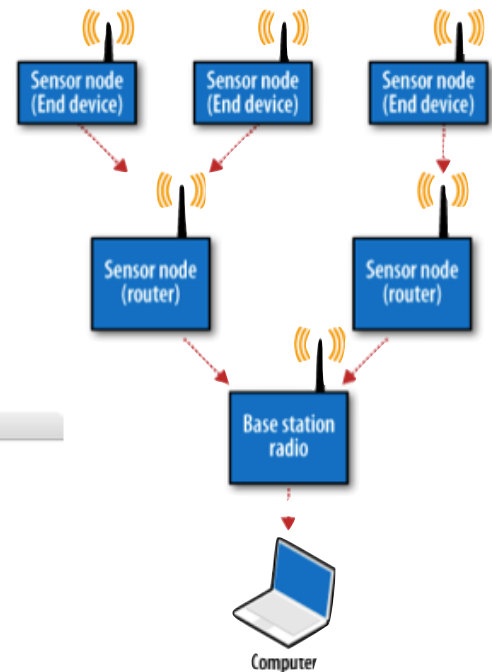 Sensor node
(End device)
Sensor node
(End device)
Sensor node
(End device)
Sensor node
(router)
Sensor node
(router)
Base station
radio
Computer